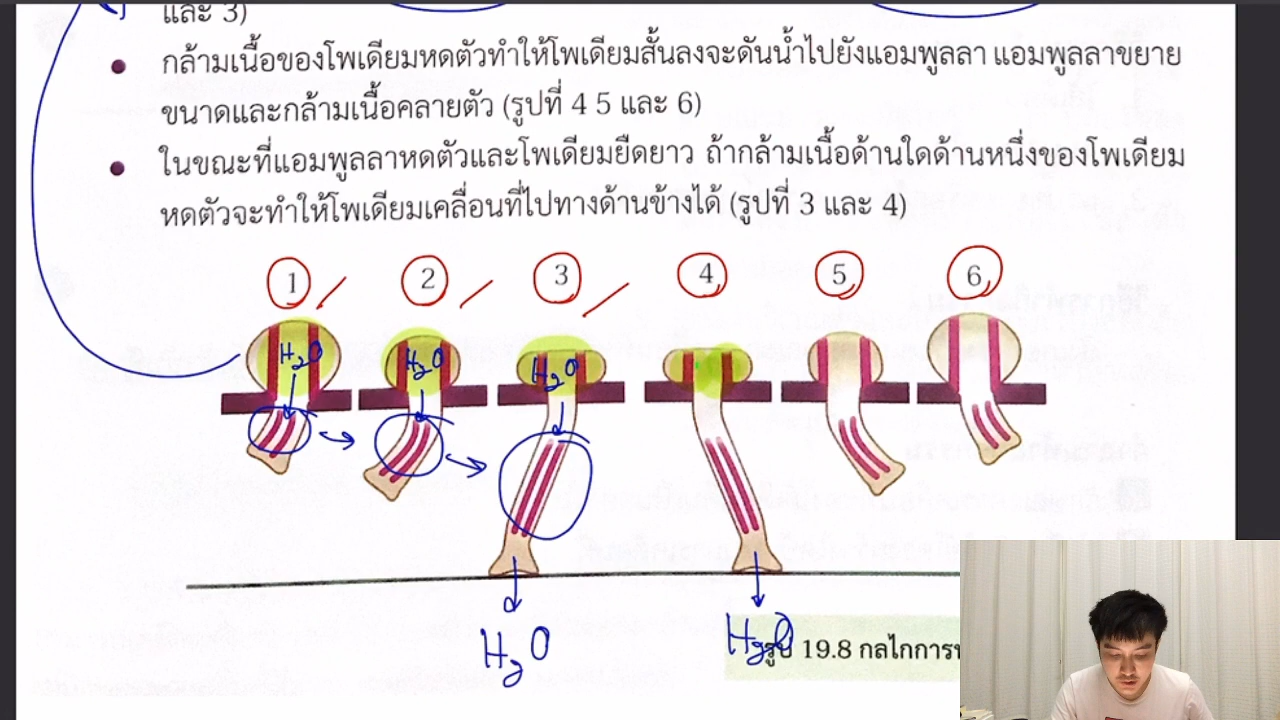 และ 3)
• กล้ามเนื้อของโพเดียมหดตัวทำให้โพเดียมสั้นลงจะดันน้ำไปยังแอมพูลลา แอมพูลลาขยาย
ขนาดและกล้ามเนื้อคลายตัว (รูปที่ 4 5 และ 6)
• ในขณะที่แอมพูลลาหดตัวและโพเดียมยืดยาว ถ้ากล้ามเนื้อด้านใดด้านหนึ่งของโพเดียม
หดตัวจะทำให้โพเดียมเคลื่อนที่ไปทางด้านข้างได้ (รูปที่ 3 และ 4)
1 2 3 4 5 6
H2O H2O H2O
H2O H2O
รูป 19.8 กลไกการ